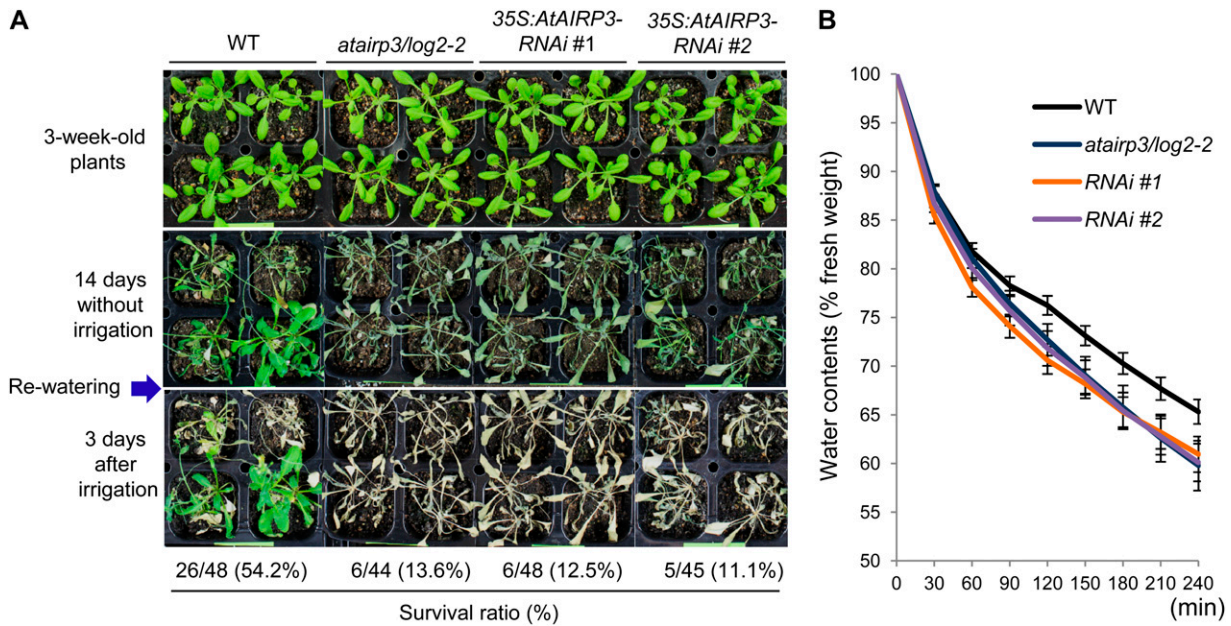 A
WT
atairp3/log2-2
35S:AtAIRP3-
RNAi #1
35S:AtAIRP3-
RNAi #2
3-week-old
plants
14 days
without
irrigation
Re-watering
3 days
after
irrigation
26/48 (54.2%)
6/44 (13.6%)
6/48 (12.5%)
5/45 (11.1%)
Survival ratio (%)
B
Water contents (% fresh weight)
100
95
90
85
80
75
70
65
60
55
50
WT
atairp3/log2-2
RNAi #1
RNAi #2
0 30 60 90 120 150 180 210 240
(min)